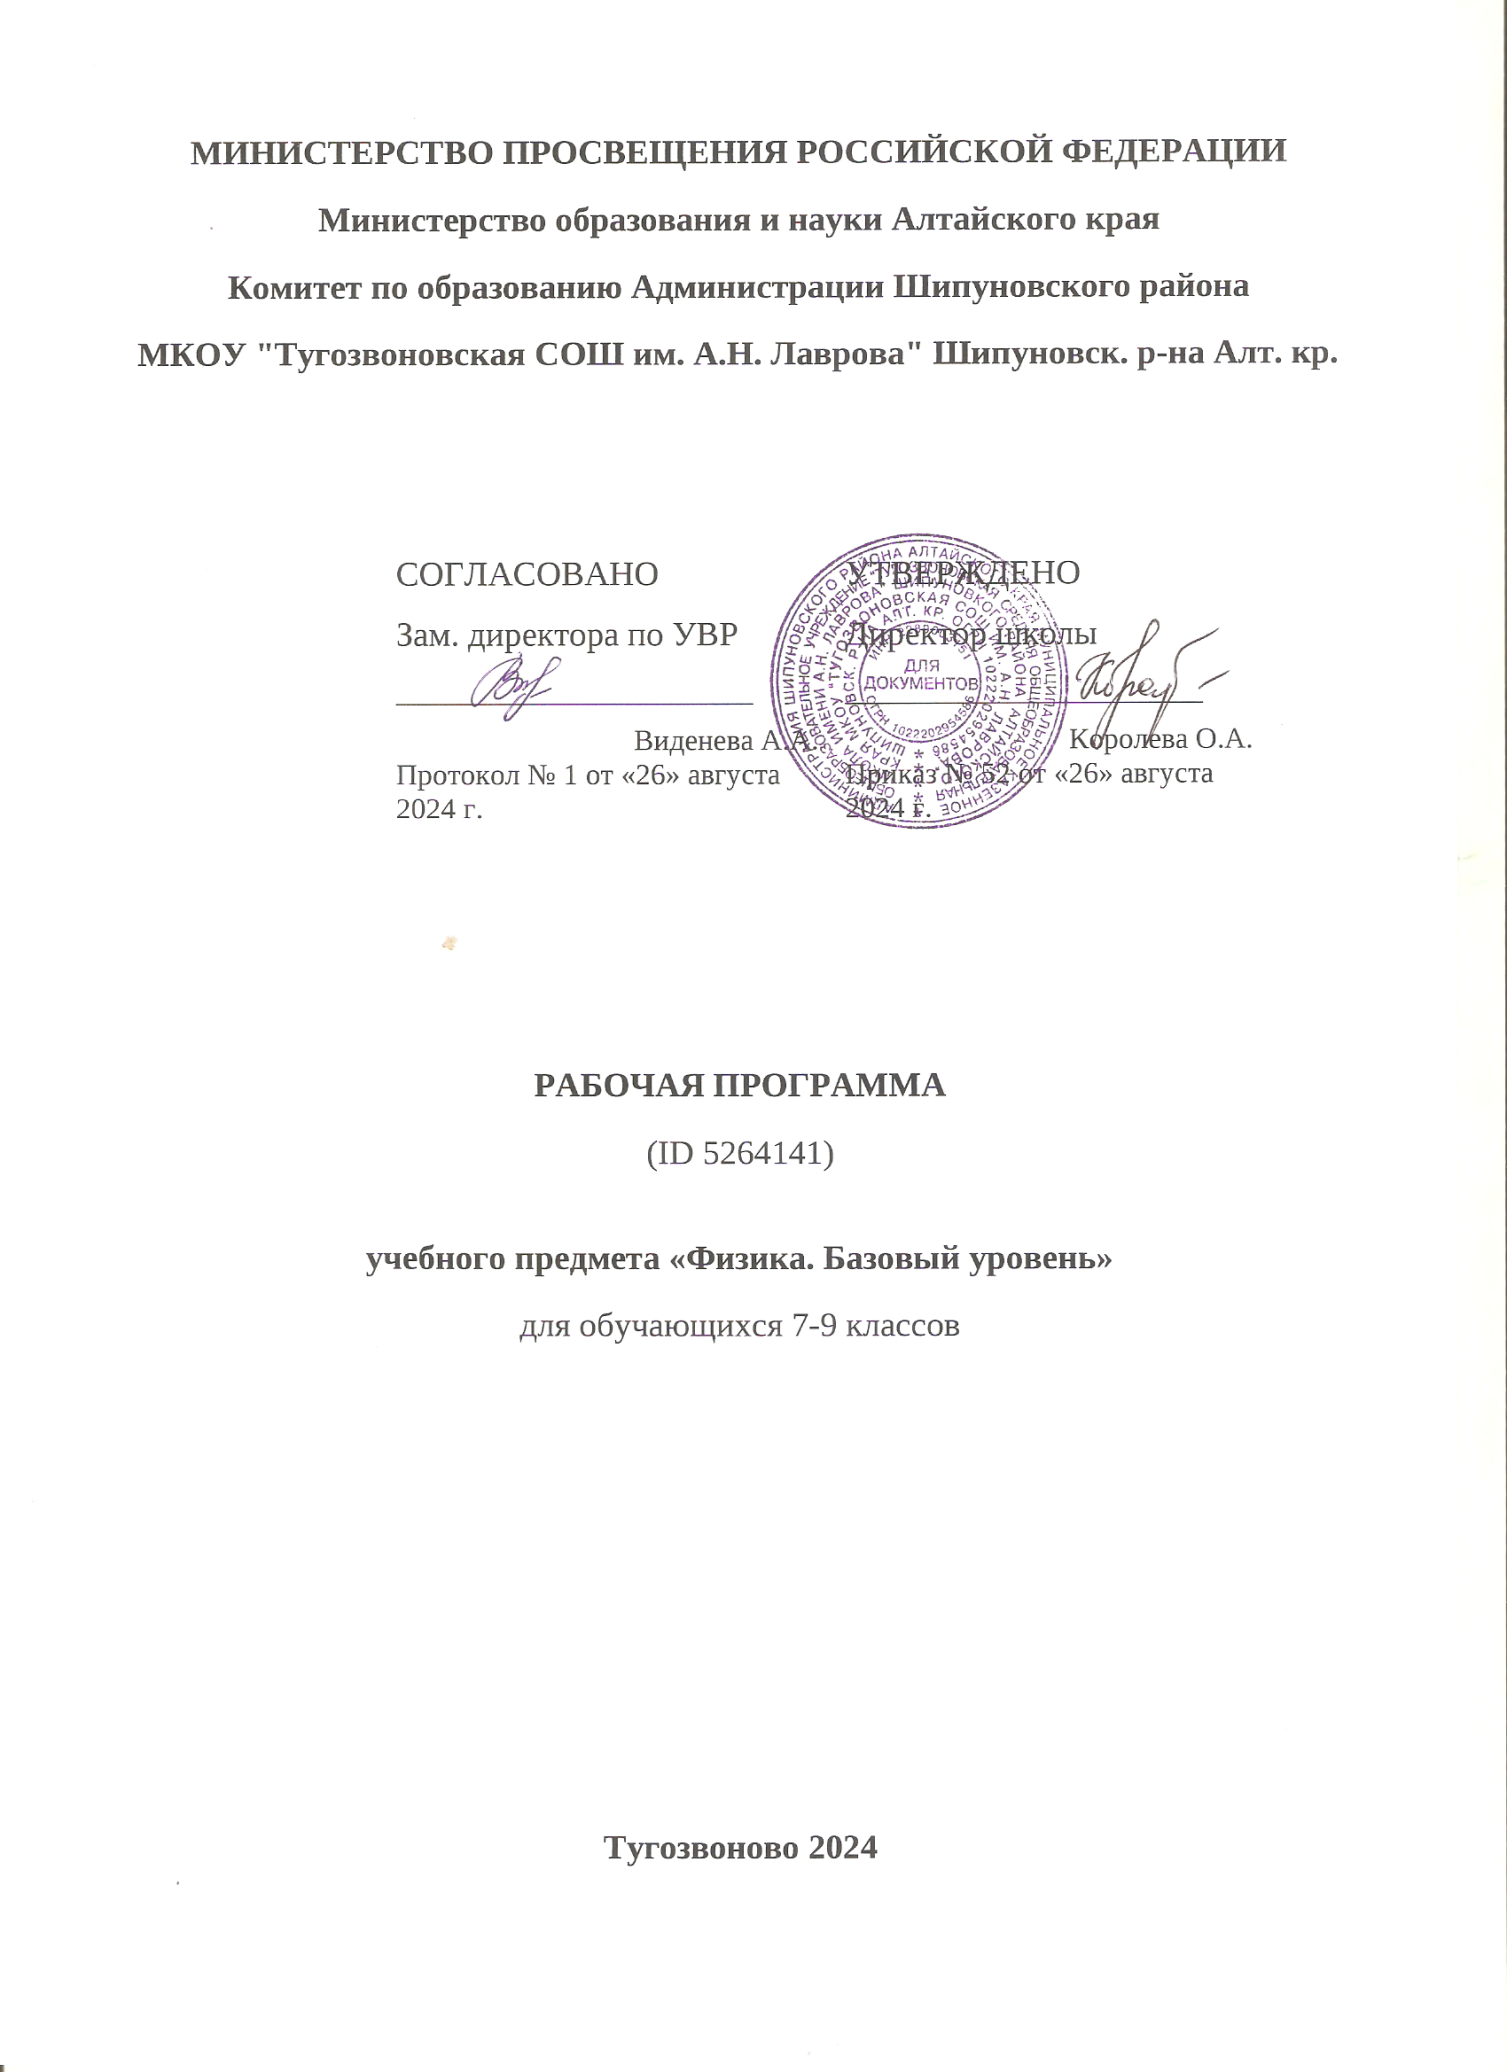 МИНИСТЕРСТВО ПРОСВЕЩЕНИЯ РОССИЙСКОЙ ФЕДЕРАЦИИ
Министерство образования и науки Алтайского края
Комитет по образованию Администрации Шипуновского района
МКОУ "Тугозвоновская СОШ им. А.Н. Лаврова" Шипуновск. р-на Алт. кр.
СОГЛАСОВАНО
Зам. директора по УВР
Виденева А.А.
Протокол № 1 от «26» августа
2024 г.
УТВЕРЖДЕНО
Директор школы
Королева О.А.
Приказ № 52 от «26» августа
2024 г.
ДЛЯ
ДОКУМЕНТОВ
ОГРН 1022202954586
РАБОЧАЯ ПРОГРАММА
(ID 5264141)
учебного предмета «Физика. Базовый уровень»
для обучающихся 7-9 классов
Тугозвоново 2024